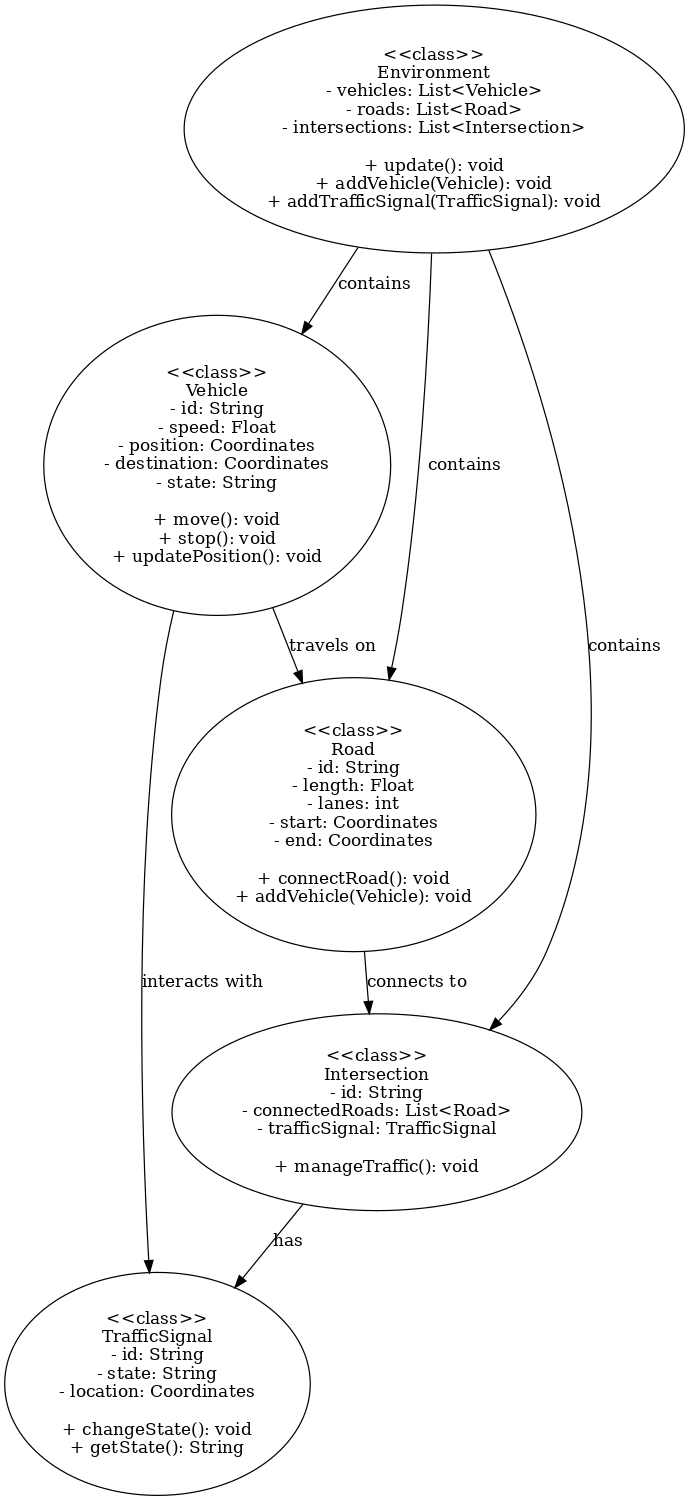 <<class>>
Environment
- vehicles: List<Vehicle>
- roads: List<Road>
- intersections: List<Intersection>
+ update(): void
+ addVehicle(Vehicle): void
+ addTrafficSignal(TrafficSignal): void
contains
<<class>>
Vehicle
- id: String
- speed: Float
- position: Coordinates
- destination: Coordinates
- state: String
+ move(): void
+ stop(): void
+ updatePosition(): void
contains
travels on
contains
<<class>>
Road
- id: String
- length: Float
- lanes: int
- start: Coordinates
- end: Coordinates
+ connectRoad(): void
+ addVehicle(Vehicle): void
interacts with
connects to
<<class>>
Intersection
- id: String
- connectedRoads: List<Road>
- trafficSignal: TrafficSignal
+ manageTraffic(): void
has
<<class>>
TrafficSignal
- id: String
- state: String
- location: Coordinates
+ changeState(): void
+ getState(): String